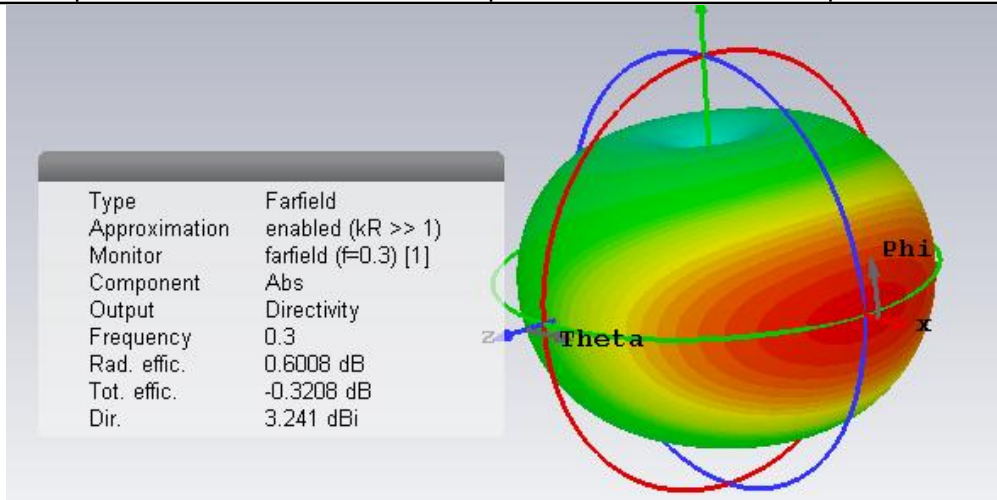 Type Farfield
Approximation enabled (kR >> 1)
Monitor farfield (f=0.3) [1]
Component Abs
Output Directivity
Frequency 0.3
Rad. effic. 0.6008 dB
Tot. effic. -0.3208 dB
Dir. 3.241 dBi
Phi
x
z
Theta